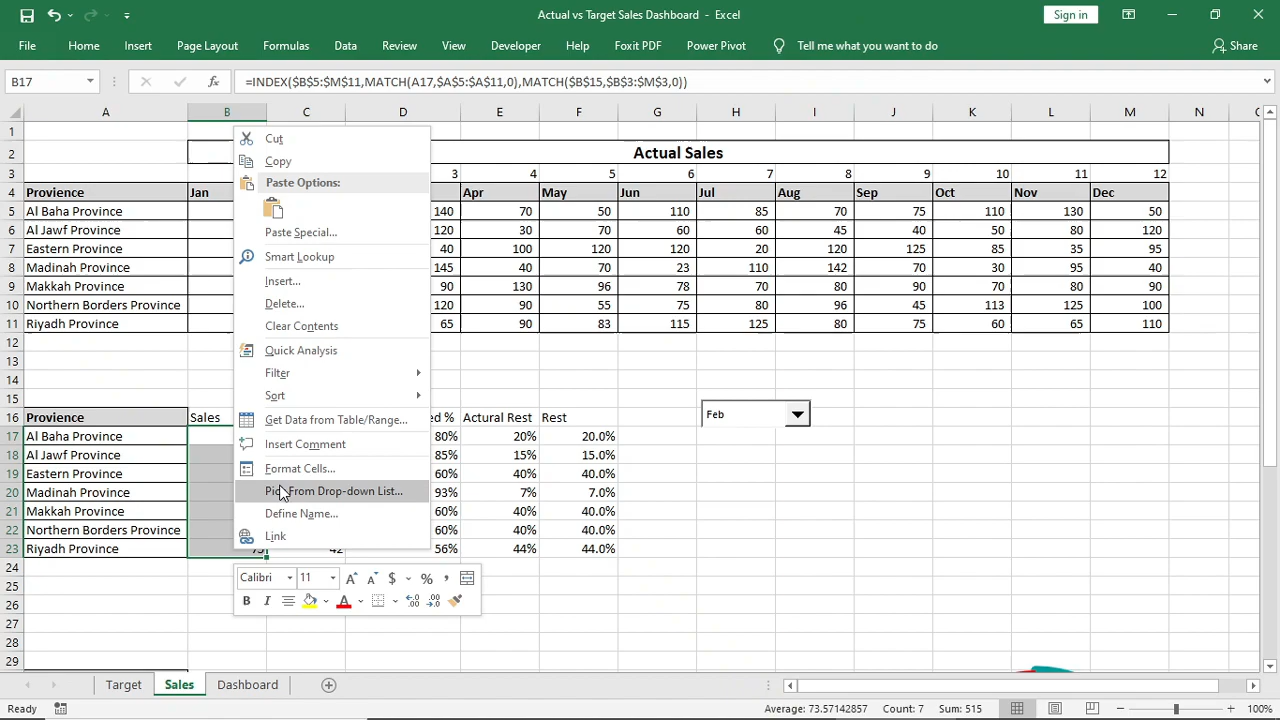 Actual vs Target Sales Dashboard - Excel
Sign in
File Home Insert Page Layout Formulas Data Review View Developer Help Foxit PDF Power Pivot Tell me what you want to do Share
B17 fx =INDEX($B$5:$M$11,MATCH(A17,$A$5:$A$11,0),MATCH($B$15,$B$3:$M$3,0))
A B C D E F G H I J K L M N
1
2 Actual Sales
3 3 4 5 6 7 8 9 10 11 12
4 Provience Jan Apr May Jun Jul Aug Sep Oct Nov Dec
5 Al Baha Province 140 70 50 110 85 70 75 110 130 50
6 Al Jawf Province 120 30 70 60 60 45 40 50 80 120
7 Eastern Province 40 100 120 120 20 120 125 85 35 95
8 Madinah Province 145 40 70 23 110 142 70 30 95 40
9 Makkah Province 90 130 96 78 70 80 90 70 80 90
10 Northern Borders Province 120 90 55 75 80 96 45 113 125 100
11 Riyadh Province 65 90 83 115 125 80 75 60 65 110
12
13
14
15
16 Provience Sales ed % Actural Rest Rest Feb
17 Al Baha Province 80% 20% 20.0%
18 Al Jawf Province 85% 15% 15.0%
19 Eastern Province 60% 40% 40.0%
20 Madinah Province 93% 7% 7.0%
21 Makkah Province 60% 40% 40.0%
22 Northern Borders Province 60% 40% 40.0%
23 Riyadh Province 75 42 56% 44% 44.0%
24
25
26
27
28
29
Cut
Copy
Paste Options:
Paste Special...
Smart Lookup
Insert...
Delete...
Clear Contents
Quick Analysis
Filter
Sort
Get Data from Table/Range...
Insert Comment
Format Cells...
Pick From Drop-down List...
Define Name...
Link
Calibri 11 A A $ % ,
B I A
Target Sales Dashboard
Ready Average: 73.57142857 Count: 7 Sum: 515 100%